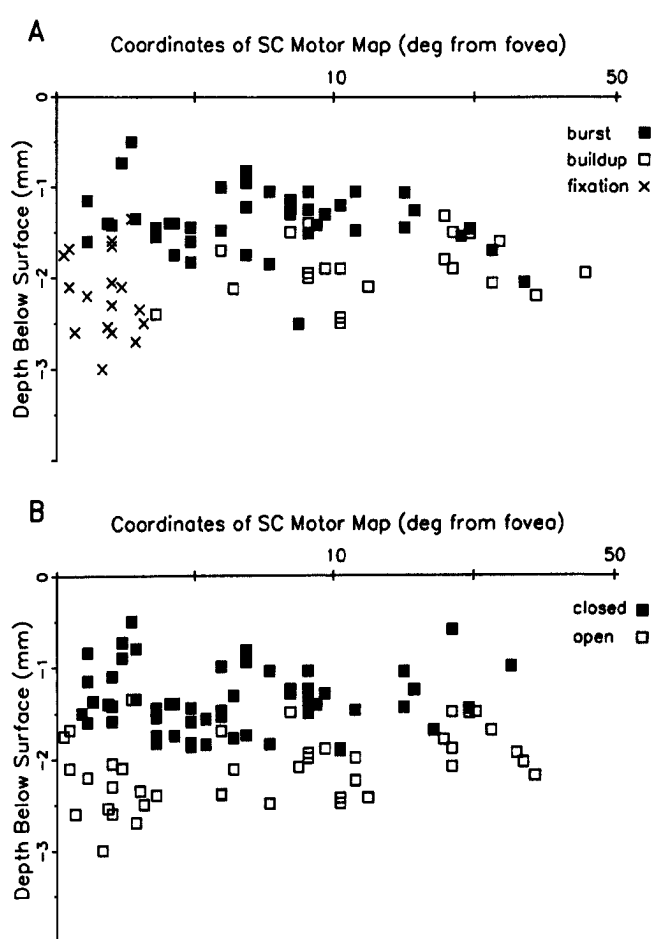 A
Coordinates of SC Motor Map (deg from fovea)
10
50
0
-1
-2
-3
Depth Below Surface (mm)
burst
buildup
fixation
B
Coordinates of SC Motor Map (deg from fovea)
10
50
0
-1
-2
-3
Depth Below Surface (mm)
closed
open